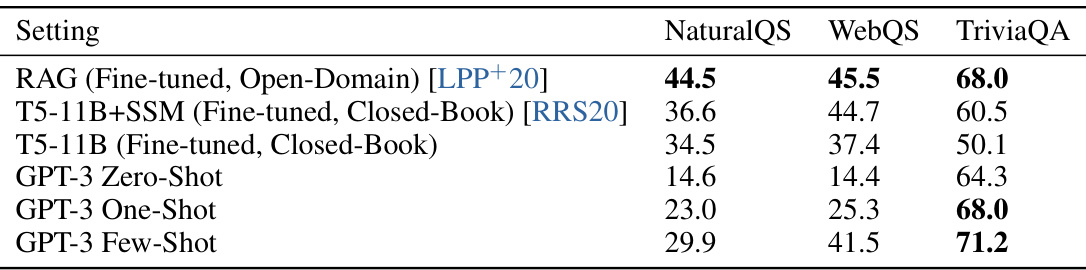 Setting NaturalQS WebQS TriviaQA
RAG (Fine-tuned, Open-Domain) [LPP+20] 44.5 45.5 68.0
T5-11B+SSM (Fine-tuned, Closed-Book) [RRS20] 36.6 44.7 60.5
T5-11B (Fine-tuned, Closed-Book) 34.5 37.4 50.1
GPT-3 Zero-Shot 14.6 14.4 64.3
GPT-3 One-Shot 23.0 25.3 68.0
GPT-3 Few-Shot 29.9 41.5 71.2